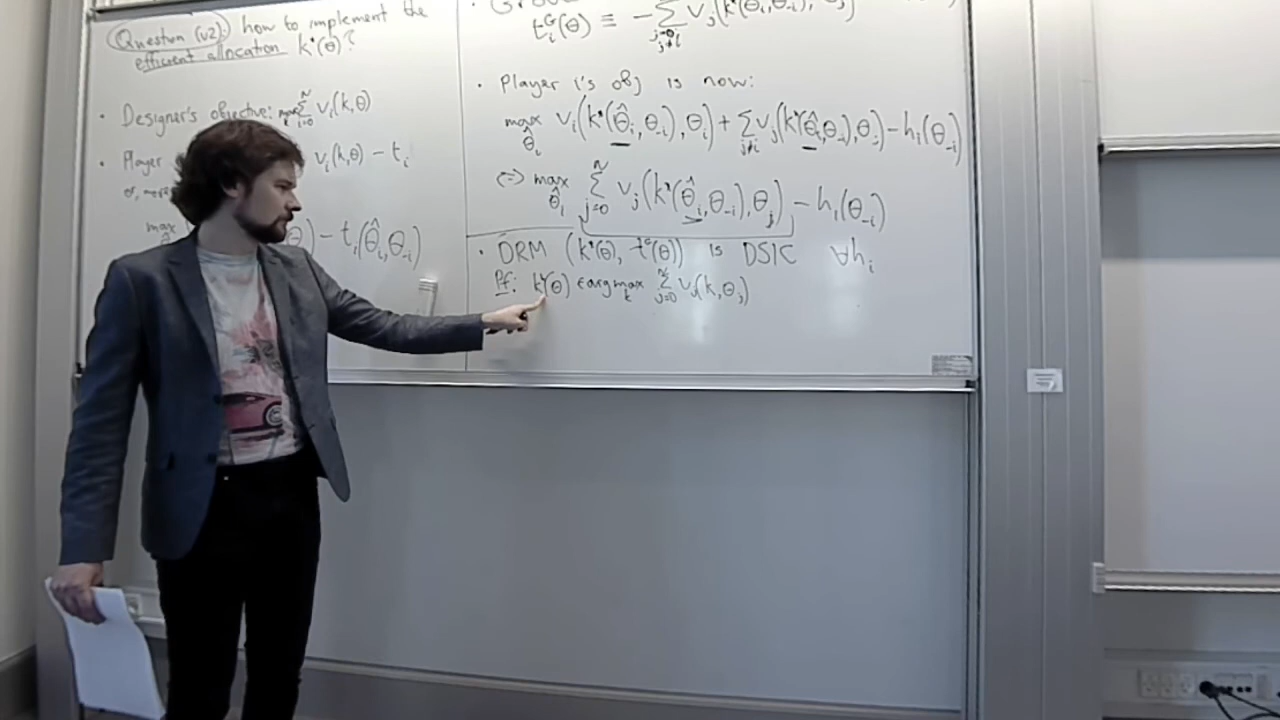 Question (v2): how to implement the
efficient allocation k*(θ)?
• Designer's objective: max Σ_{i=0}^{N} v_i(k,θ)
• Player v_i(k,θ) - t_i
or,
max θ) - t_i(θ̂_i,θ_{-i})
t_i^G(θ) ≡ -Σ_{j=0, j≠i} v_j(k*(θ_i,θ_{-i}), θ_j)
• Player i's obj is now:
max_{θ̂_i} v_i(k*(θ̂_i,θ_{-i}),θ_i) + Σ_{j≠i} v_j(k*(θ̂_i,θ_{-i}),θ_j) - h_i(θ_{-i})
(=) max_{θ̂_i} Σ_{j=0}^{N} v_j(k*(θ̂_i,θ_{-i}),θ_j) - h_i(θ_{-i})
• DRM (k*(θ), t^G(θ)) is DSIC ∀h_i
Pf: k*(θ) ∈ argmax_k Σ_{j=0}^{N} v_j(k,θ_j)